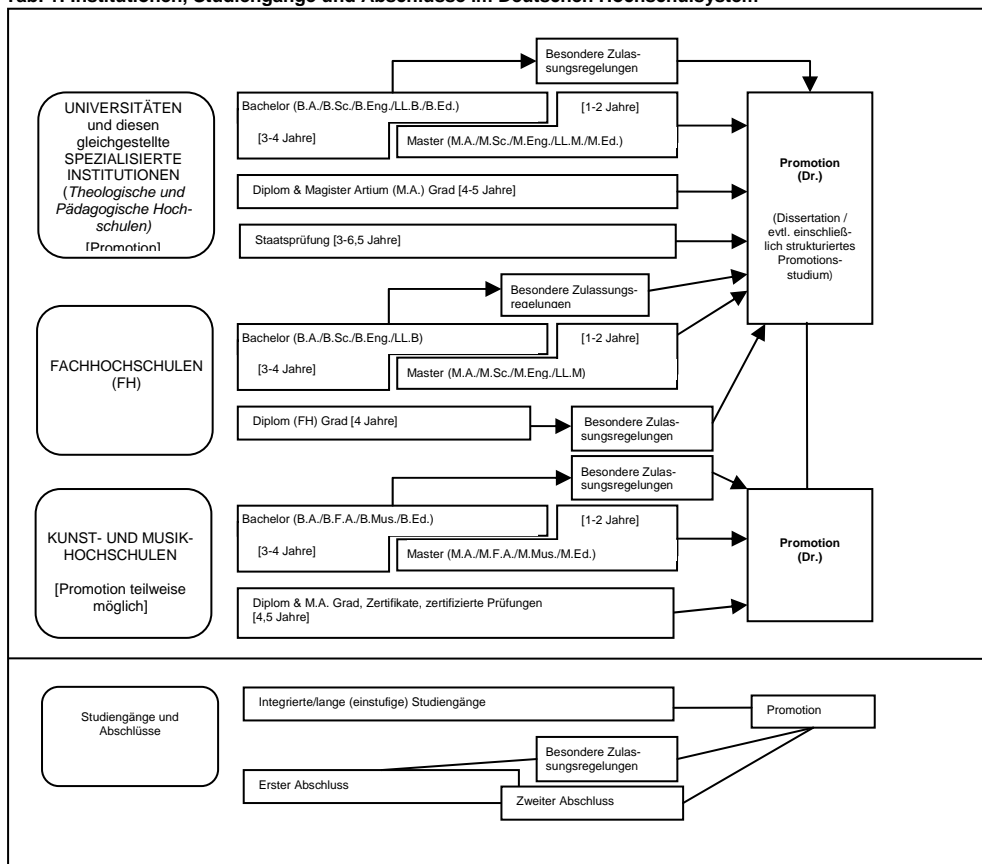 Tab. 1: Institutionen, Studiengänge und Abschlüsse im Deutschen Hochschulsystem
Besondere Zulas-
sungsregelungen
UNIVERSITÄTEN
und diesen
gleichgestellte
SPEZIALISIERTE
INSTITUTIONEN
(Theologische und
Pädagogische Hoch-
schulen)
[Promotion]
Bachelor (B.A./B.Sc./B.Eng./LL.B./B.Ed.)
[3-4 Jahre]
[1-2 Jahre]
Master (M.A./M.Sc./M.Eng./LL.M./M.Ed.)
Diplom & Magister Artium (M.A.) Grad [4-5 Jahre]
Staatsprüfung [3-6,5 Jahre]
Promotion
(Dr.)
(Dissertation /
evtl. einschließ-
lich strukturiertes
Promotions-
studium)
Besondere Zulassungs-
regelungen
FACHHOCHSCHULEN
(FH)
Bachelor (B.A./B.Sc./B.Eng./LL.B)
[3-4 Jahre]
[1-2 Jahre]
Master (M.A./M.Sc./M.Eng./LL.M)
Diplom (FH) Grad [4 Jahre]
Besondere Zulas-
sungsregelungen
Besondere Zulas-
sungsregelungen
KUNST- UND MUSIK-
HOCHSCHULEN
[Promotion teilweise
möglich]
Bachelor (B.A./B.F.A./B.Mus./B.Ed.)
[3-4 Jahre]
[1-2 Jahre]
Master (M.A./M.F.A./M.Mus./M.Ed.)
Diplom & M.A. Grad, Zertifikate, zertifizierte Prüfungen
[4,5 Jahre]
Promotion
(Dr.)
Studiengänge und
Abschlüsse
Integrierte/lange (einstufige) Studiengänge
Promotion
Besondere Zulas-
sungsregelungen
Erster Abschluss
Zweiter Abschluss